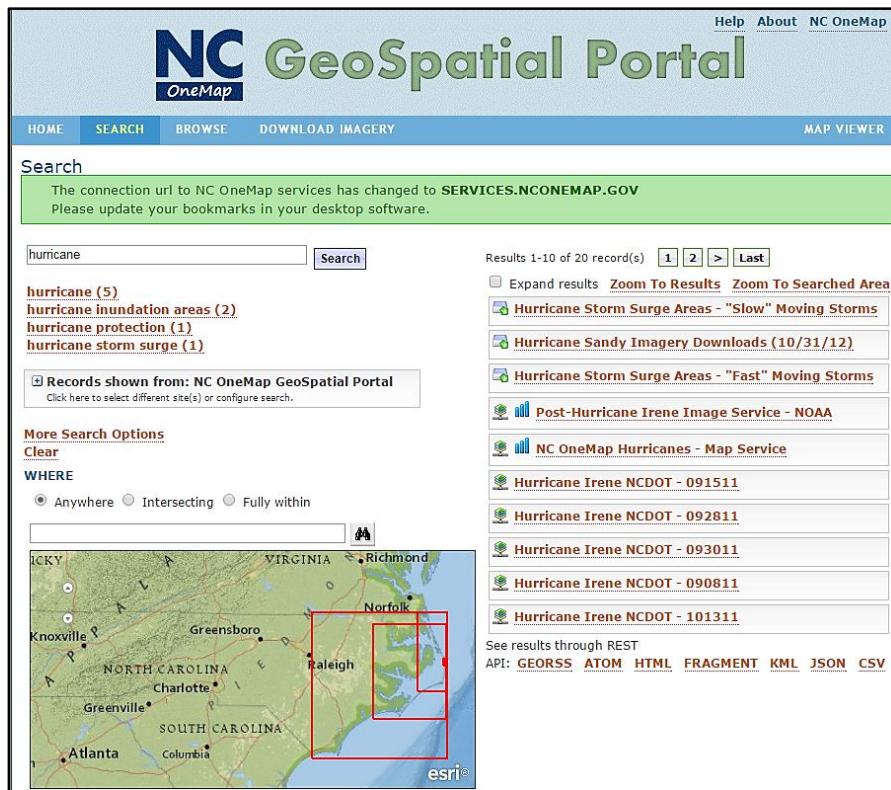 Help About NC OneMap
NC
OneMap
GeoSpatial Portal
HOME SEARCH BROWSE DOWNLOAD IMAGERY MAP VIEWER
Search
The connection url to NC OneMap services has changed to SERVICES.NCONEMAP.GOV
Please update your bookmarks in your desktop software.
hurricane Search
hurricane (5)
hurricane inundation areas (2)
hurricane protection (1)
hurricane storm surge (1)
Records shown from: NC OneMap GeoSpatial Portal
Click here to select different site(s) or configure search.
More Search Options
Clear
WHERE
Anywhere Intersecting Fully within
ICKY
VIRGINIA
Richmond
Norfolk
Knoxville
Greensboro
Raleigh
NORTH CAROLINA
Charlotte
Greenville
SOUTH CAROLINA
Columbia
Atlanta
APPALA
PIEDMON
esri
Results 1-10 of 20 record(s) 1 2 > Last
Expand results Zoom To Results Zoom To Searched Area
Hurricane Storm Surge Areas - "Slow" Moving Storms
Hurricane Sandy Imagery Downloads (10/31/12)
Hurricane Storm Surge Areas - "Fast" Moving Storms
Post-Hurricane Irene Image Service - NOAA
NC OneMap Hurricanes - Map Service
Hurricane Irene NCDOT - 091511
Hurricane Irene NCDOT - 092811
Hurricane Irene NCDOT - 093011
Hurricane Irene NCDOT - 090811
Hurricane Irene NCDOT - 101311
See results through REST
API: GEORSS ATOM HTML FRAGMENT KML JSON CSV